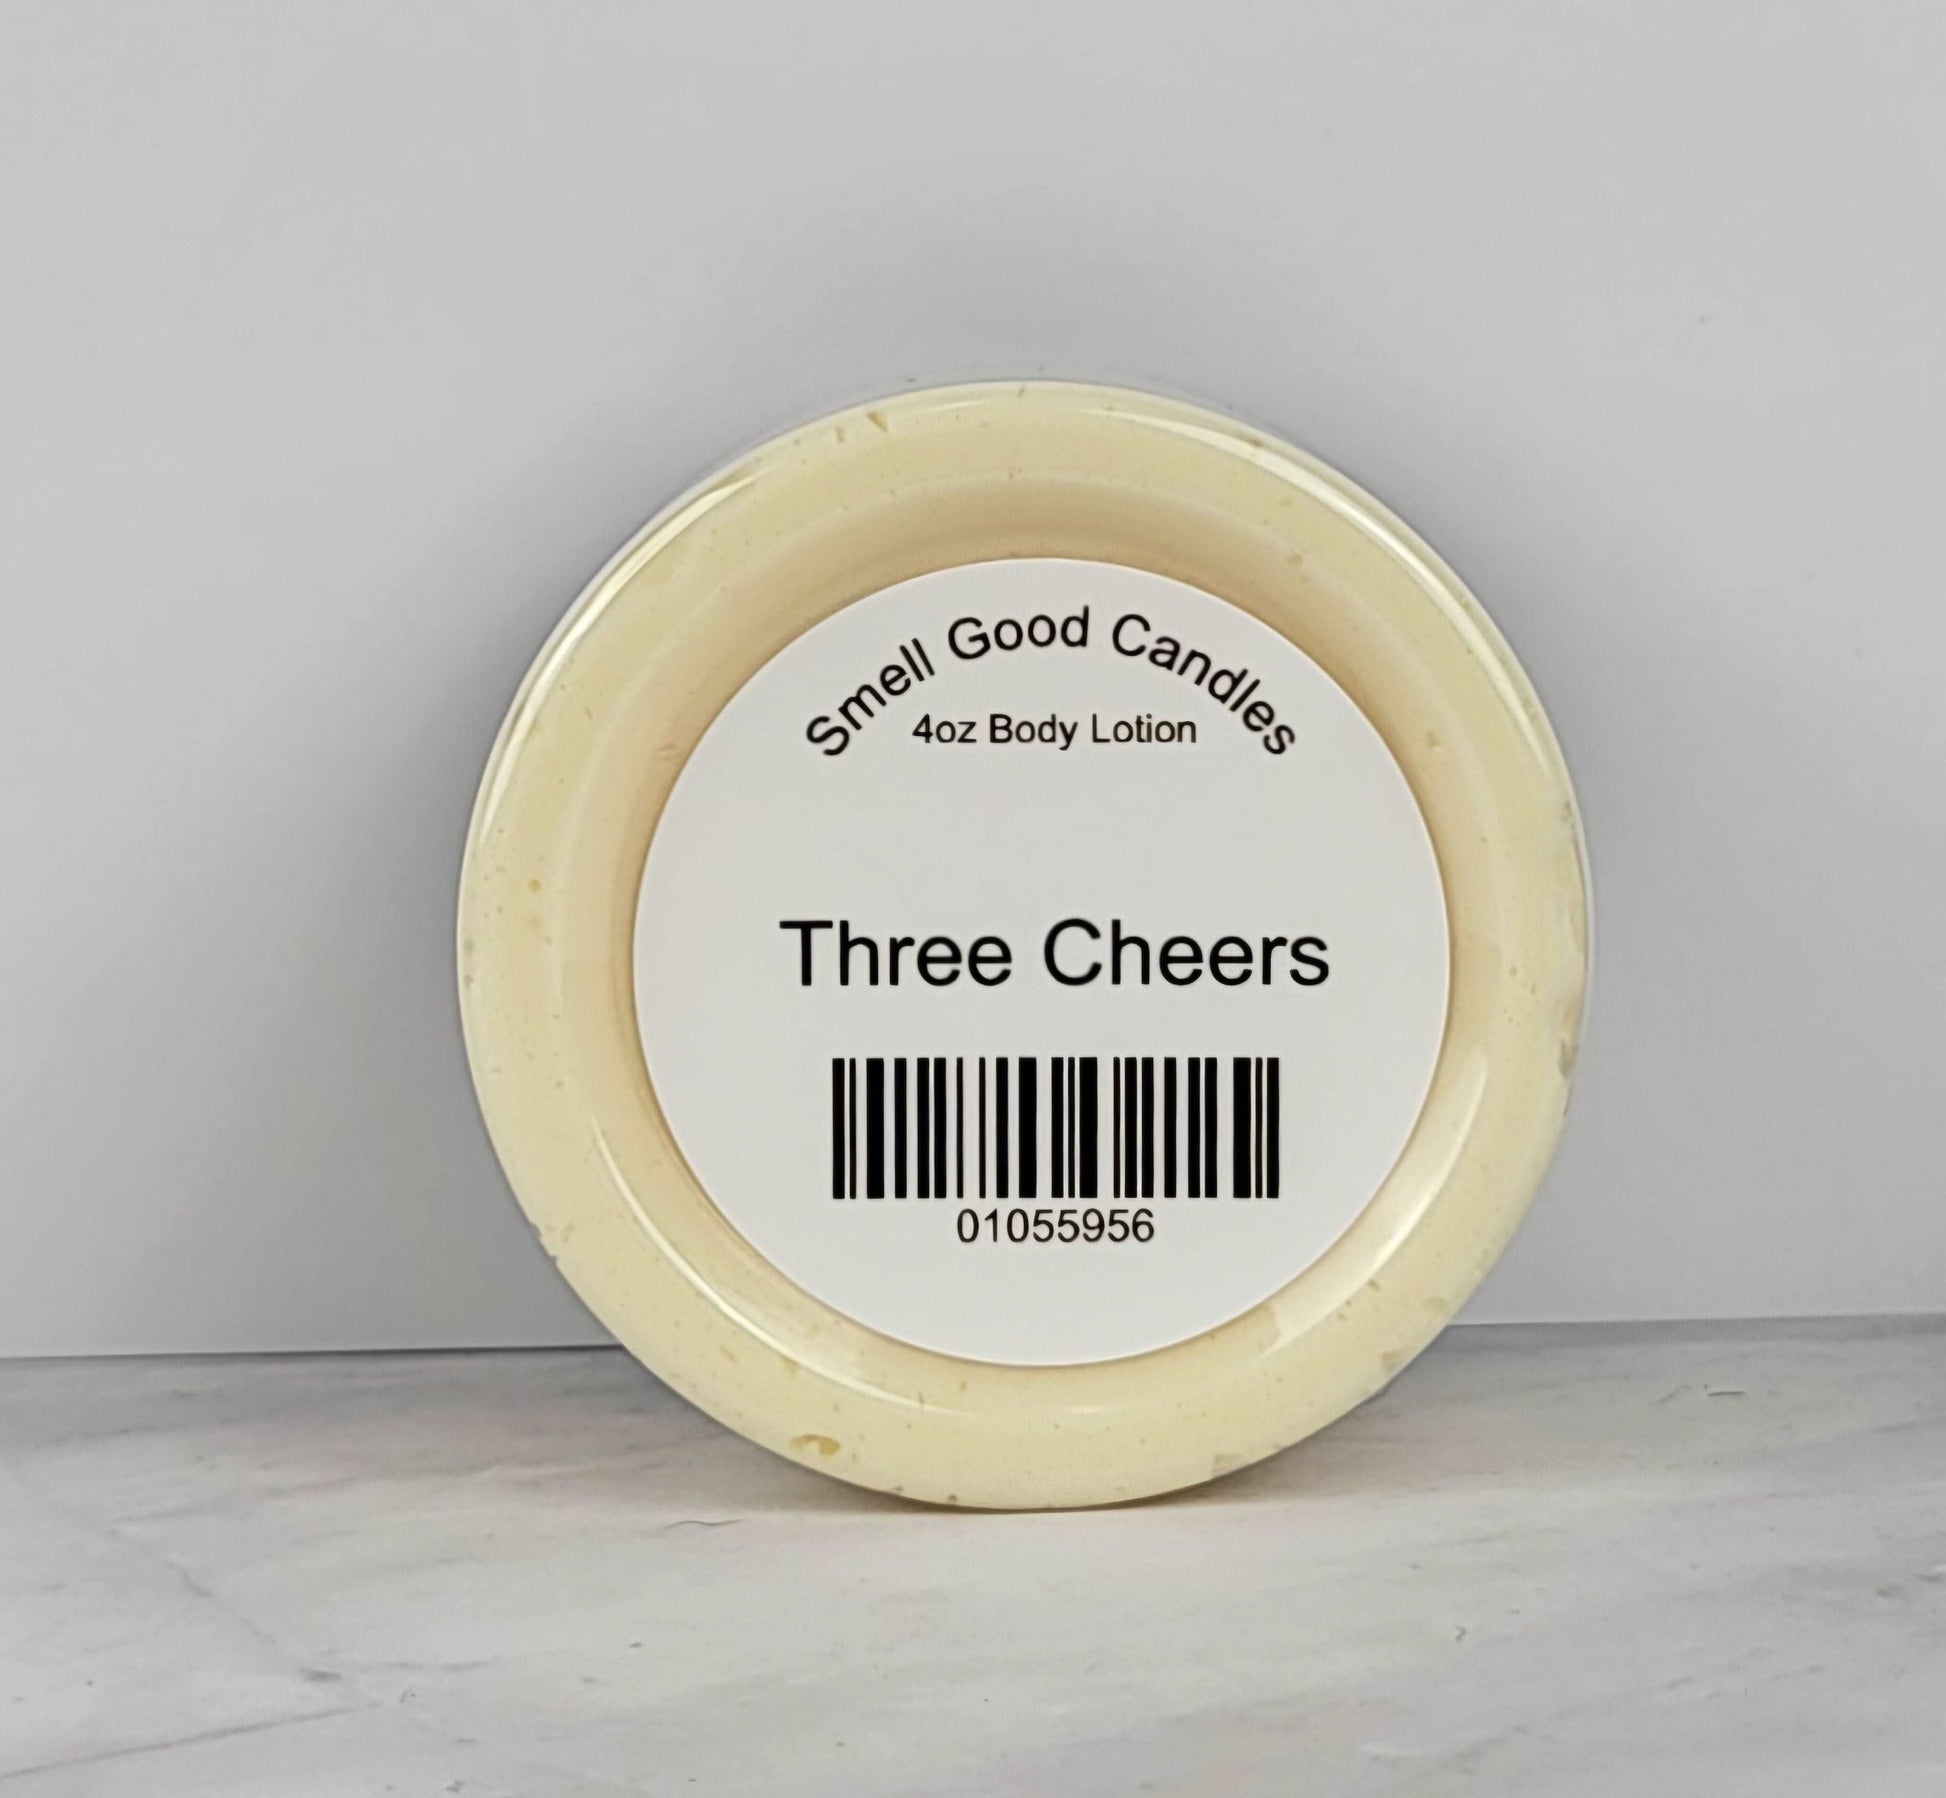 Smell Good Candles
4oz Body Lotion
Three Cheers
01055956